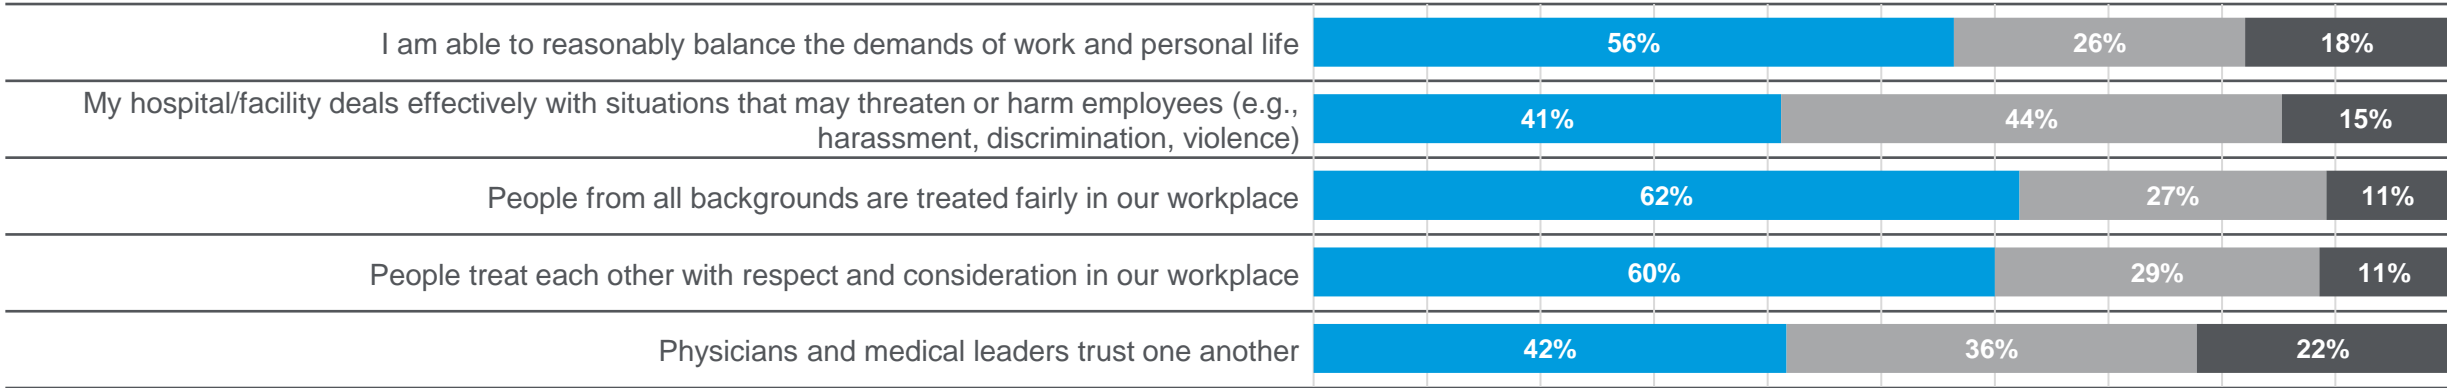 I am able to reasonably balance the demands of work and personal life 56% 26% 18%
My hospital/facility deals effectively with situations that may threaten or harm employees (e.g.,
harassment, discrimination, violence) 41% 44% 15%
People from all backgrounds are treated fairly in our workplace 62% 27% 11%
People treat each other with respect and consideration in our workplace 60% 29% 11%
Physicians and medical leaders trust one another 42% 36% 22%